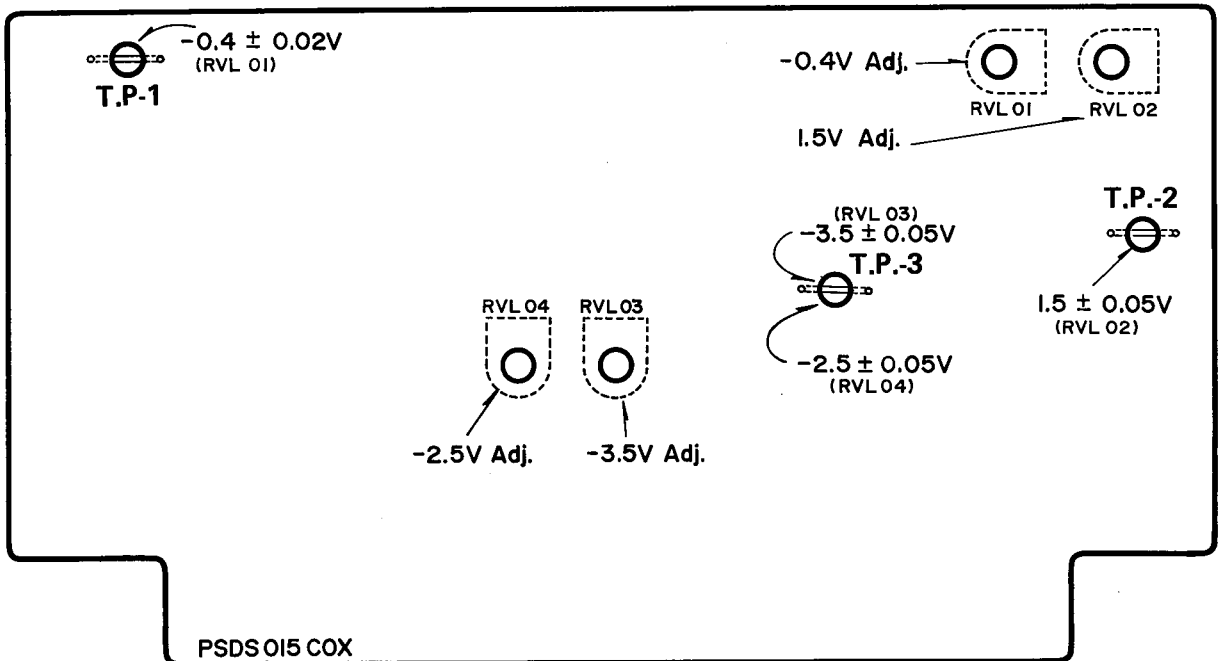 -0.4 ± 0.02V
(RVL 01)
T.P-1
-0.4V Adj.
RVL 01
RVL 02
1.5V Adj.
T.P.-2
(RVL 03)
-3.5 ± 0.05V
T.P.-3
1.5 ± 0.05V
(RVL 02)
RVL 04
RVL 03
-2.5 ± 0.05V
(RVL 04)
-2.5V Adj.
-3.5V Adj.
PSDS 015 COX